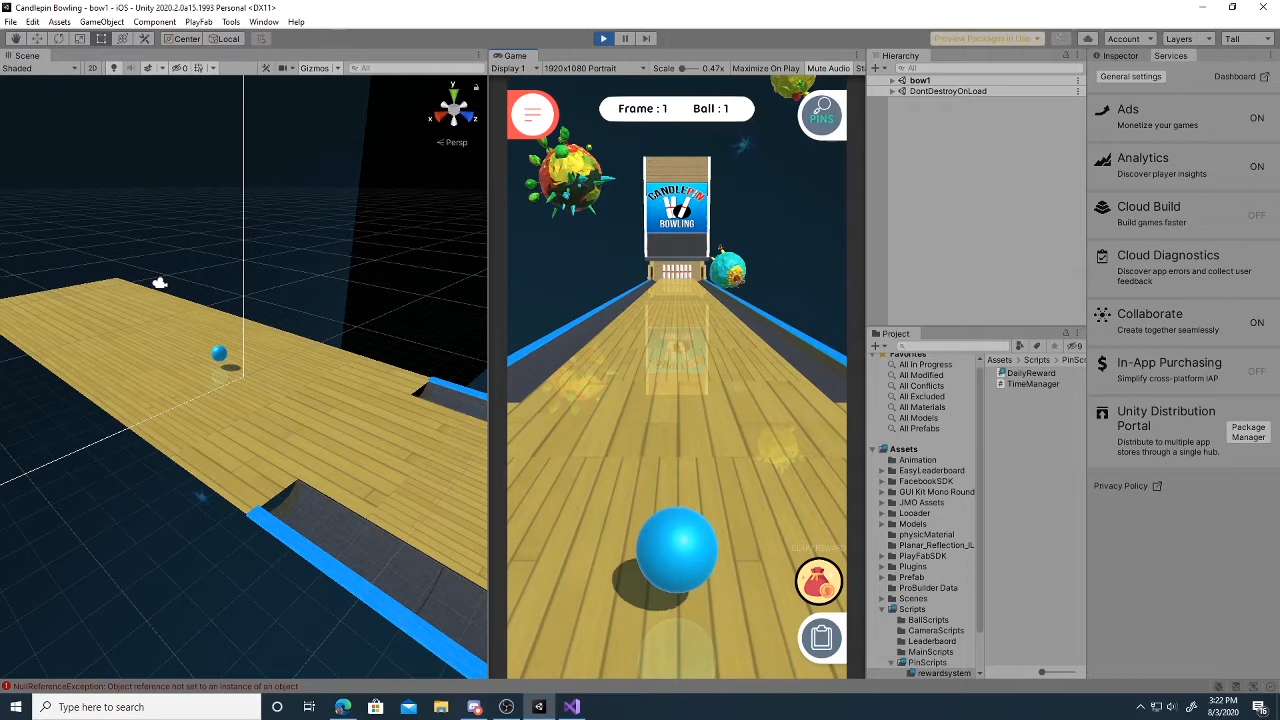 Candlepin Bowling - bow1 - iOS - Unity 2020.2.0a15.1993 Personal <DX11>
File Edit Assets GameObject Component PlayFab Tools Window Help
Center Local
Preview Packages in Use
Account Layers Tall
Scene
Game
Hierarchy
Inspector Services
Shaded 2D 0 Gizmos All
Display 1 1920x1080 Portrait Scale 0.47x Maximize On Play Mute Audio Sta
All
General settings Dashboard
bow1
DontDestroyOnLoad
y
x z
Persp
Frame : 1 Ball : 1
PINS
CANDLEPIN
BOWLING
Ads
Monetize your games
ON
Analytics
Discover player insights
ON
Cloud Build
Build games faster
OFF
Cloud Diagnostics
Discover app errors and collect user
feedback
Collaborate
Create together seamlessly
ON
In-App Purchasing
Simplify cross-platform IAP
OFF
Unity Distribution
Portal
Distribute to multiple app
stores through a single hub.
Package
Manager
Privacy Policy
Project
9
Favorites
All In Progress
All Modified
All Conflicts
All Excluded
All Materials
All Models
All Prefabs
Assets
Animation
EasyLeaderboard
FacebookSDK
GUI Kit Mono Round
JMO Assets
Loader
Models
physicMaterial
Planar_Reflection_IL
PlayFabSDK
Plugins
Prefab
ProBuilder Data
Scenes
Scripts
BallScripts
CameraScripts
Leaderbaord
MainScripts
PinScripts
rewardsystem
Assets Scripts PinScr
DailyReward
TimeManager
NullReferenceException: Object reference not set to an instance of an object
Type here to search
3:22 PM
8/3/2020